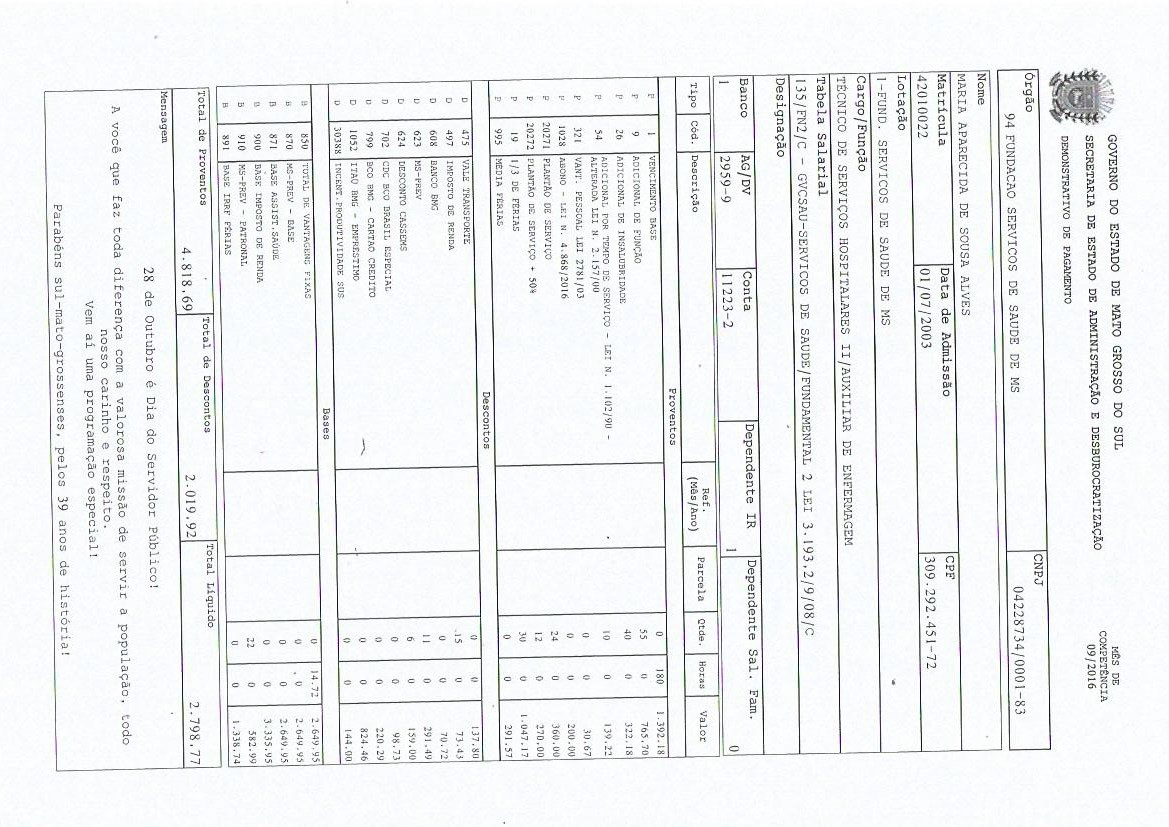 GOVERNO DO ESTADO DE MATO GROSSO DO SUL
SECRETARIA DE ESTADO DE ADMINISTRAÇÃO E DESBUROCRATIZAÇÃO
DEMONSTRATIVO DE PAGAMENTO
MÊS DE
COMPETÊNCIA
09/2016
Órgão CNPJ
94 FUNDACAO SERVICOS DE SAUDE DE MS 04228734/0001-83
Nome
MARIA APARECIDA DE SOUSA ALVES
Matrícula Data de Admissão CPF
42010022 01/07/2003 309.292.451-72
Lotação
1-FUND. SERVICOS DE SAUDE DE MS
Cargo/Função
TÉCNICO DE SERVIÇOS HOSPITALARES II/AUXILIAR DE ENFERMAGEM
Tabela Salarial
135/FN2/C - GVCSAU-SERVICOS DE SAUDE/FUNDAMENTAL 2 LEI 3.193,2/9/08/C
Designação
Banco AG/DV Conta Dependente IR Dependente Sal. Fam.
1 2959-9 11223-2 1 0
Tipo Cód. Descrição Ref. (Mês/Ano) Parcela Qtde. Horas Valor
Proventos
P 1 VENCIMENTO BASE 0 180 1.392.18
P 9 ADICIONAL DE FUNÇÃO 55 0 765.70
P 26 ADICIONAL DE INSALUBRIDADE 40 0 322.18
P 54 ADICIONAL POR TEMPO DE SERVIÇO - LEI N. 1.102/90 - 10 0 139.22
ALTERADA LEI N. 2.157/00
P 321 VANT. PESSOAL LEI 2781/03 0 0 30.67
P 1028 ABONO - LEI N. 4.868/2016 0 0 200.00
P 20271 PLANTÃO DE SERVIÇO 24 0 360.00
P 20272 PLANTÃO DE SERVIÇO + 50% 12 0 270.00
P 19 1/3 DE FÉRIAS 30 0 1.047.17
P 995 MÉDIA FÉRIAS 0 0 291.57
Descontos
D 475 VALE TRANSPORTE 0 0 137.80
D 497 IMPOSTO DE RENDA .15 0 73.43
D 608 BANCO BMG 0 0 70.72
D 623 MS-PREV 11 0 291.49
D 624 DESCONTO CASSEMS 6 0 159.00
D 702 CDC BCO BRASIL ESPECIAL 0 0 98.73
D 799 BCO BMG - CARTAO CREDITO 0 0 220.29
D 1052 ITAÚ BMG - EMPRÉSTIMO 0 0 824.46
D 30388 INCENT.PRODUTIVIDADE SUS 0 0 144.00
Bases
B 850 TOTAL DE VANTAGENS FIXAS 0 14.72 2.649.95
B 870 MS-PREV - BASE 0 0 2.649.95
B 871 BASE ASSIST.SAÚDE 0 0 2.649.95
B 900 BASE IMPOSTO DE RENDA 0 0 3.335.95
B 910 MS-PREV - PATRONAL 22 0 582.99
B 891 BASE IRRF FÉRIAS 0 0 1.338.74
Total de Proventos Total de Descontos Total Líquido
4.818.69 2.019.92 2.798.77
Mensagem
28 de Outubro é Dia do Servidor Público!
A você que faz toda diferença com a valorosa missão de servir a população, todo
nosso carinho e respeito.
Vem aí uma programação especial!
Parabéns sul-mato-grossenses, pelos 39 anos de história!